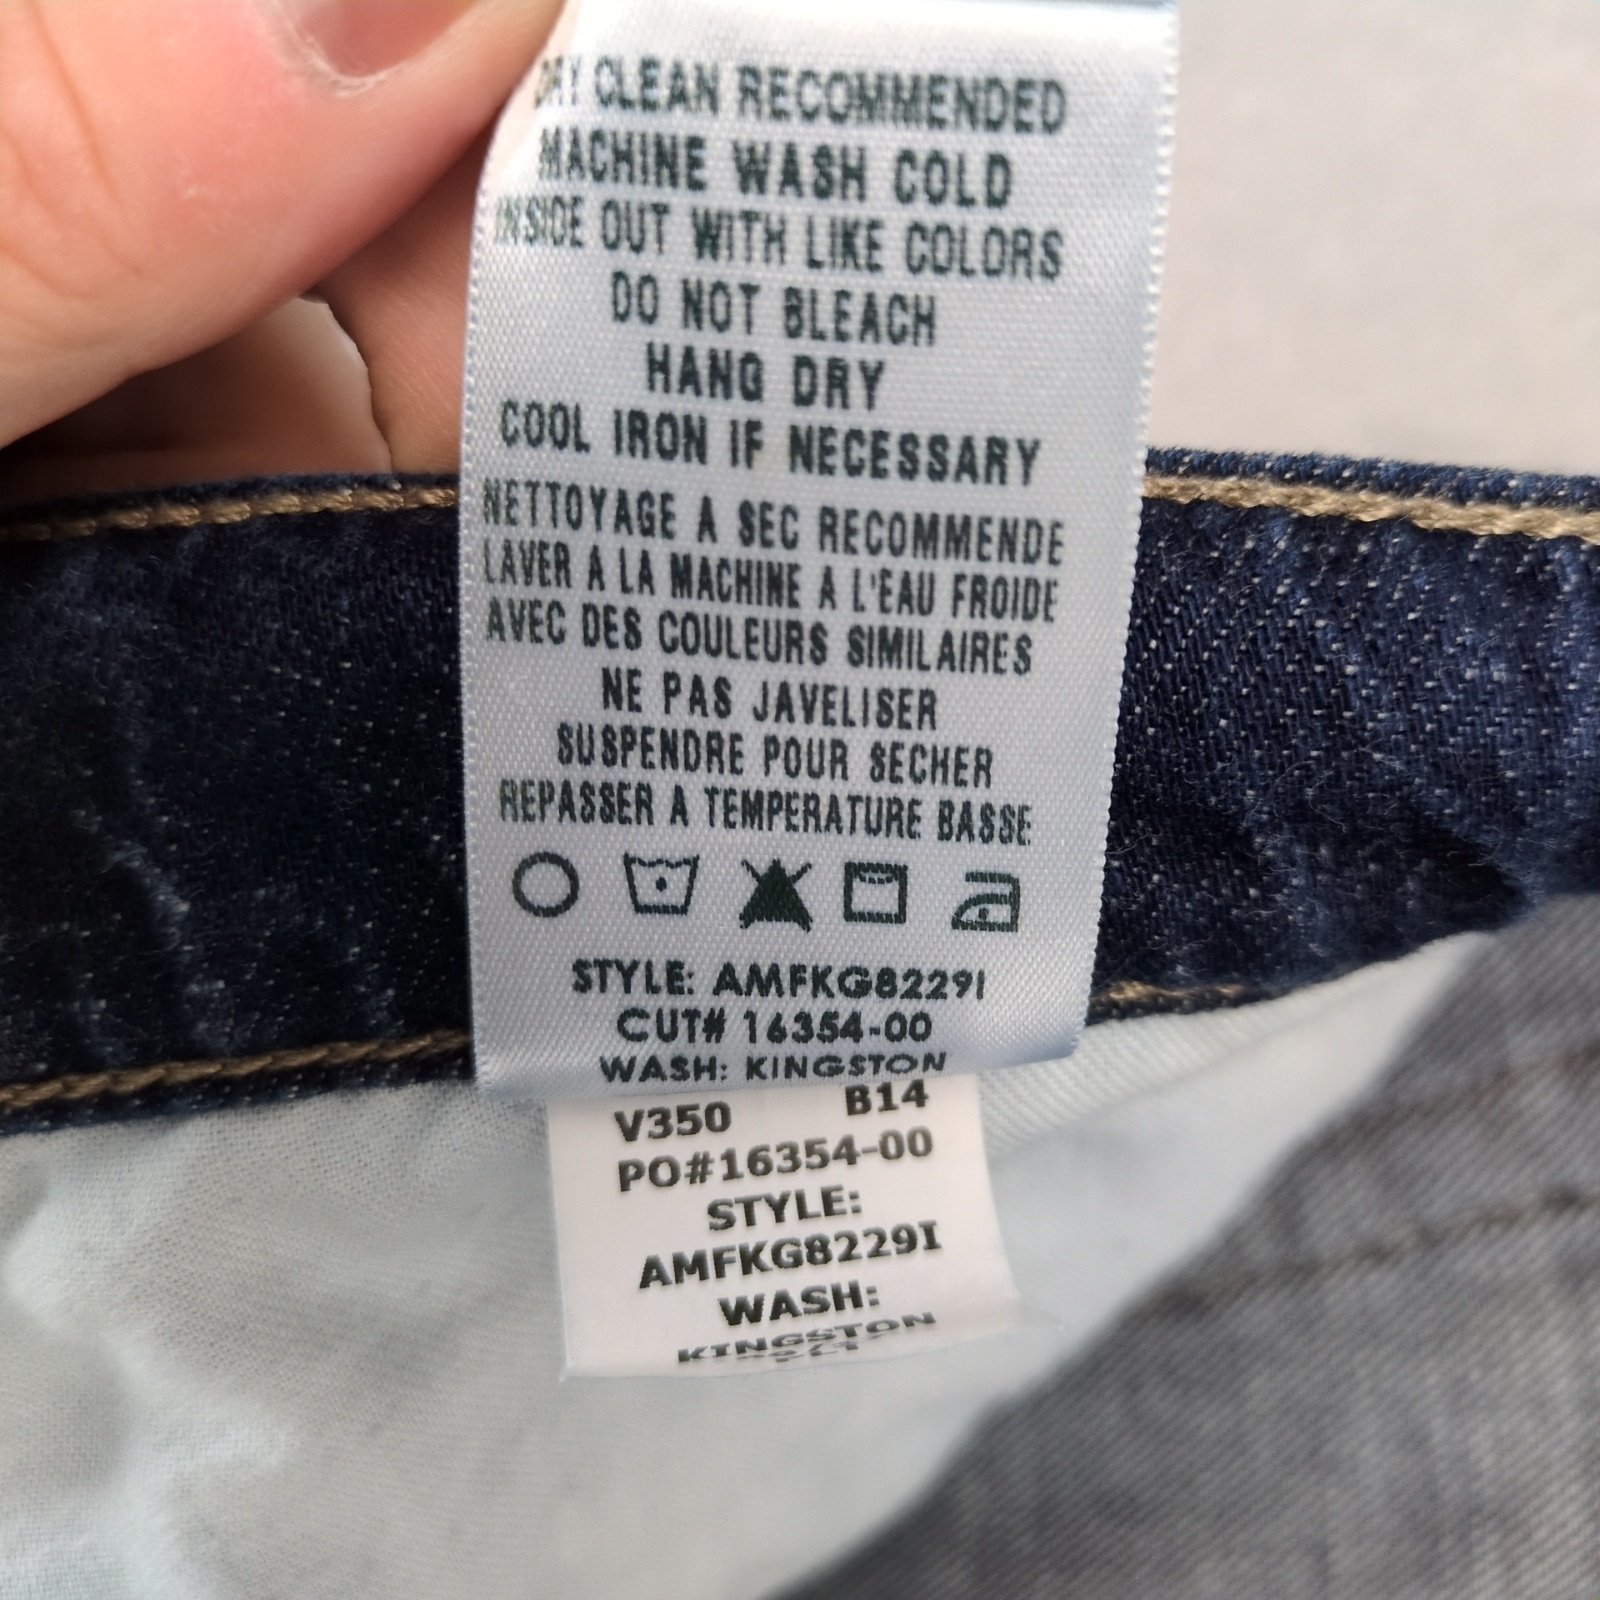 DRY CLEAN RECOMMENDED
MACHINE WASH COLD
INSIDE OUT WITH LIKE COLORS
DO NOT BLEACH
HANG DRY
COOL IRON IF NECESSARY
NETTOYAGE A SEC RECOMMENDE
LAVER A LA MACHINE A L'EAU FROIDE
AVEC DES COULEURS SIMILAIRES
NE PAS JAVELISER
SUSPENDRE POUR SECHER
REPASSER A TEMPERATURE BASSE
STYLE: AMFKG8229I
CUT# 16354-00
WASH: KINGSTON
V350 B14
PO#16354-00
STYLE:
AMFKG8229I
WASH:
KINGSTON